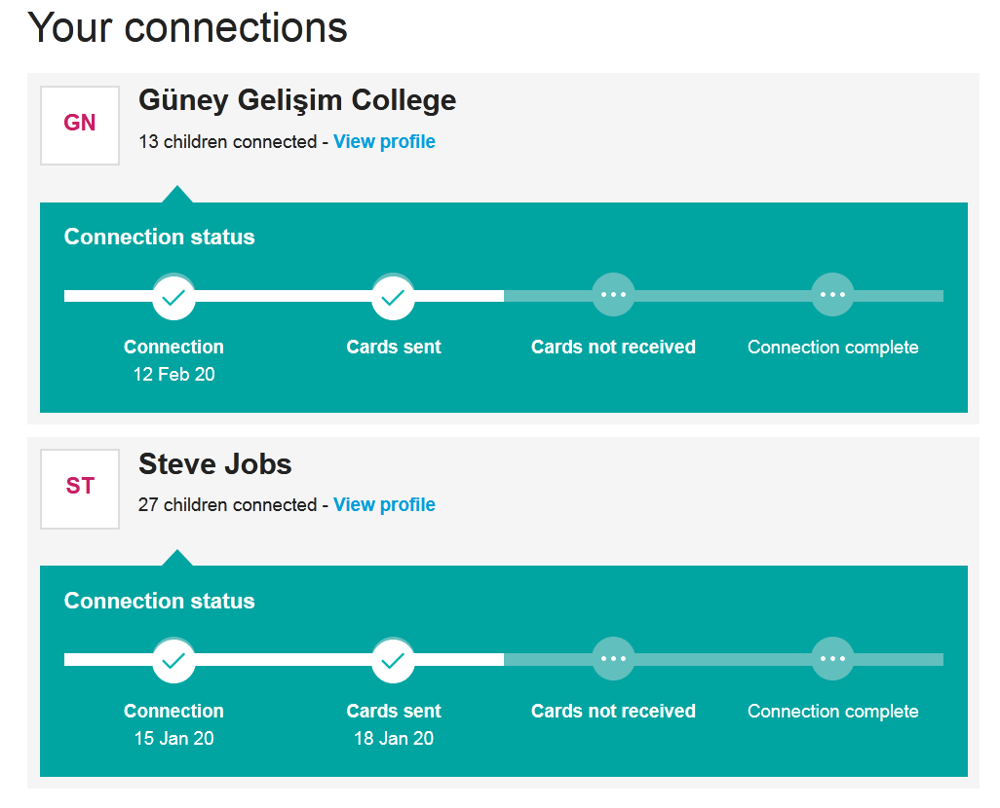 Your connections
GN
Güney Gelişim College
13 children connected - View profile
Connection status
Connection Cards sent Cards not received Connection complete
12 Feb 20
ST
Steve Jobs
27 children connected - View profile
Connection status
Connection Cards sent Cards not received Connection complete
15 Jan 20 18 Jan 20